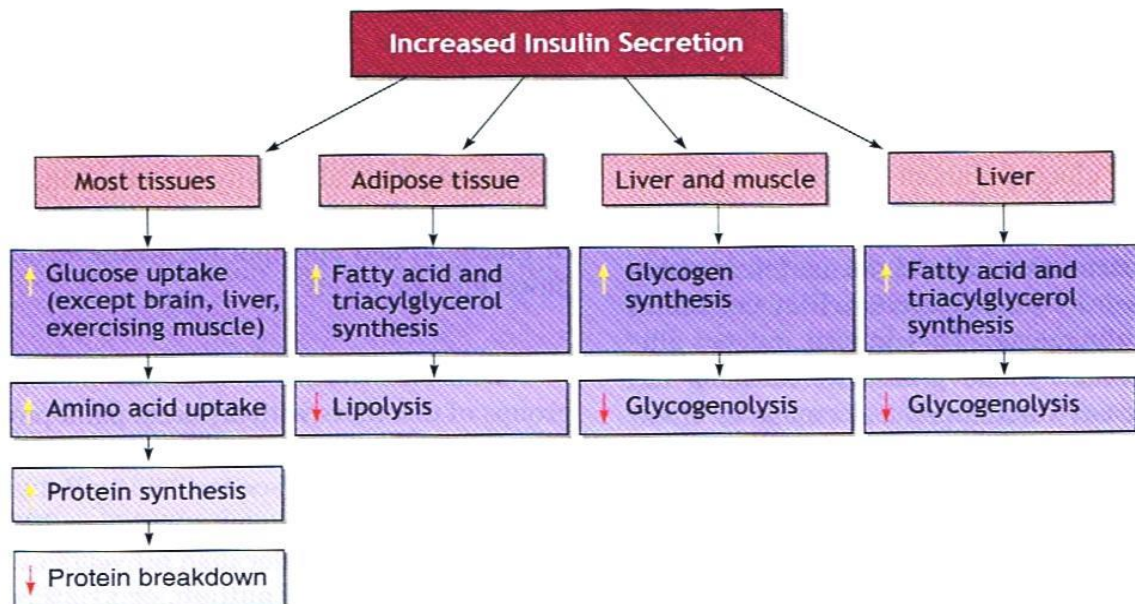 Increased Insulin Secretion
Most tissues
Adipose tissue
Liver and muscle
Liver
Glucose uptake
(except brain, liver,
exercising muscle)
Fatty acid and
triacylglycerol
synthesis
Glycogen
synthesis
Fatty acid and
triacylglycerol
synthesis
Amino acid uptake
Lipolysis
Glycogenolysis
Glycogenolysis
Protein synthesis
Protein breakdown